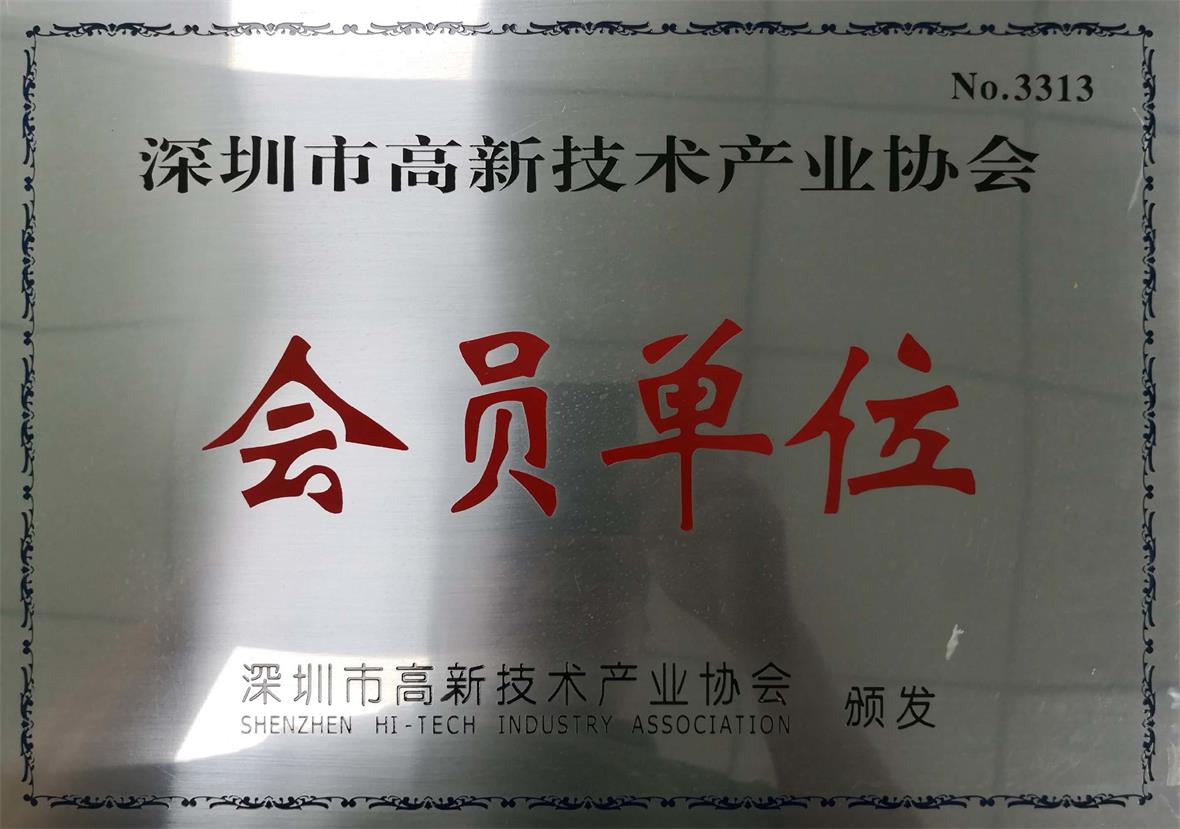 No.3313
深圳市高新技术产业协会
会员单位
深圳市高新技术产业协会 颁发
SHENZHEN HI-TECH INDUSTRY ASSOCIATION